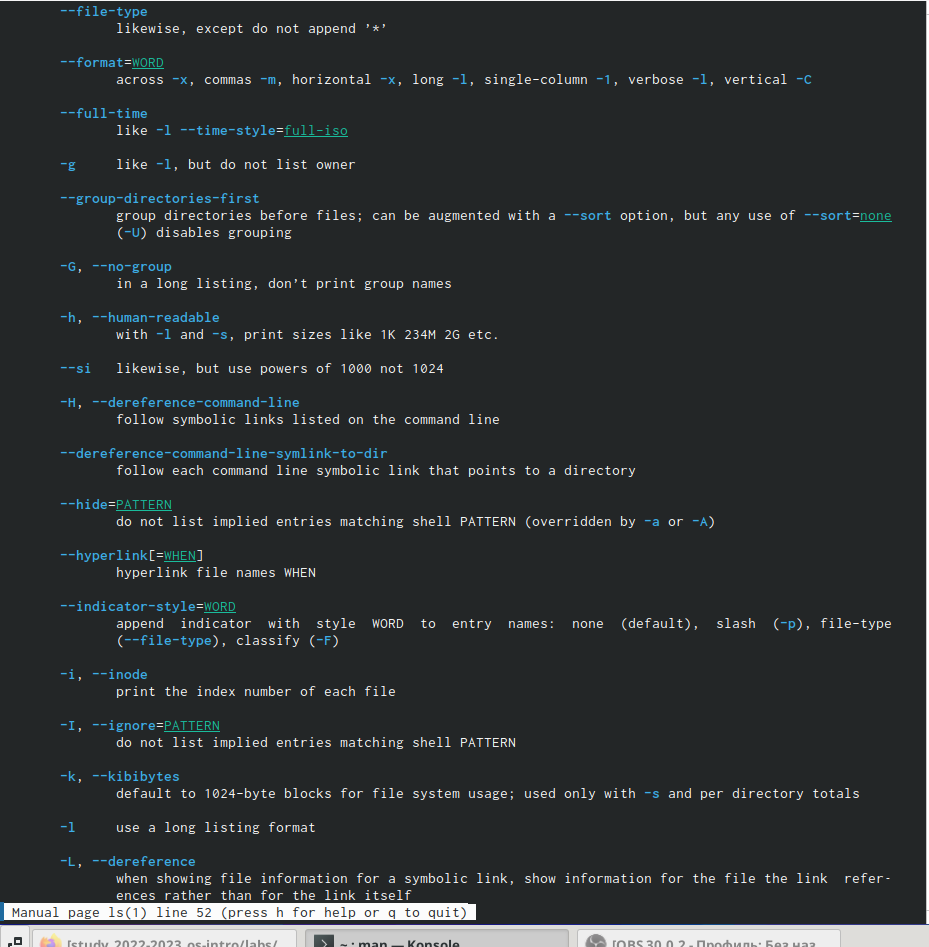 --file-type
likewise, except do not append ’*’
--format=WORD
across -x, commas -m, horizontal -x, long -l, single-column -1, verbose -l, vertical -C
--full-time
like -l --time-style=full-iso
-g like -l, but do not list owner
--group-directories-first
group directories before files; can be augmented with a --sort option, but any use of --sort=none
(-U) disables grouping
-G, --no-group
in a long listing, don’t print group names
-h, --human-readable
with -l and -s, print sizes like 1K 234M 2G etc.
--si likewise, but use powers of 1000 not 1024
-H, --dereference-command-line
follow symbolic links listed on the command line
--dereference-command-line-symlink-to-dir
follow each command line symbolic link that points to a directory
--hide=PATTERN
do not list implied entries matching shell PATTERN (overridden by -a or -A)
--hyperlink[=WHEN]
hyperlink file names WHEN
--indicator-style=WORD
append indicator with style WORD to entry names: none (default), slash (-p), file-type
(--file-type), classify (-F)
-i, --inode
print the index number of each file
-I, --ignore=PATTERN
do not list implied entries matching shell PATTERN
-k, --kibibytes
default to 1024-byte blocks for file system usage; used only with -s and per directory totals
-l use a long listing format
-L, --dereference
when showing file information for a symbolic link, show information for the file the link refer-
ences rather than for the link itself
Manual page ls(1) line 52 (press h for help or q to quit)
[study_2022-2023_os-intro/labs/ ~ : man — Konsole [OBS 30.0.2 - Профиль: Без наз